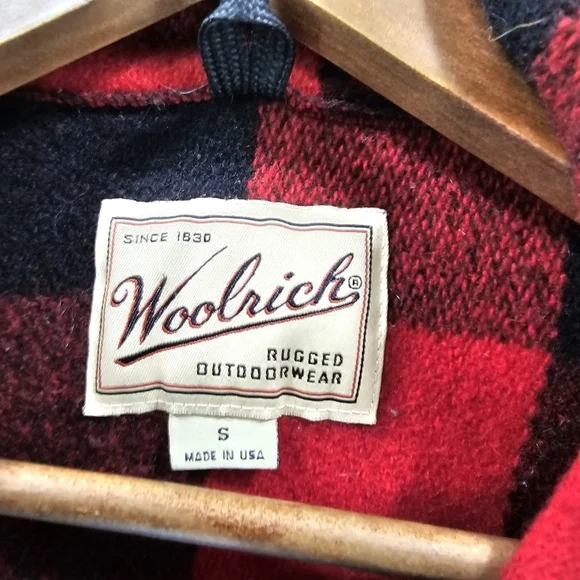 SINCE 1830
Woolrich®
RUGGED
OUTDOORWEAR
S
MADE IN USA